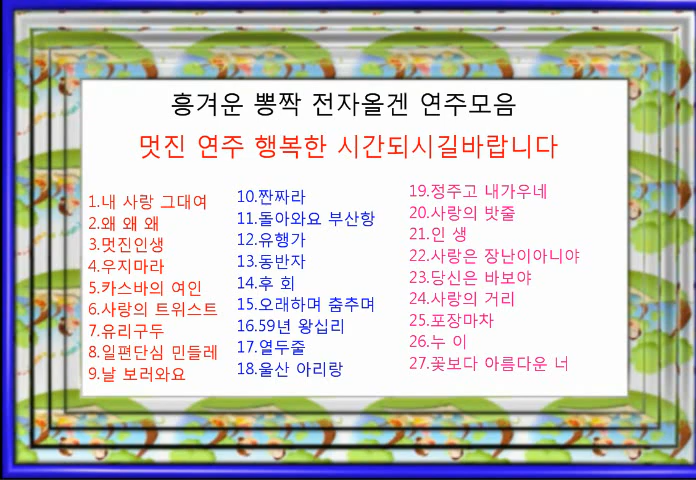 흥겨운 뽕짝 전자올겐 연주모음
멋진 연주 행복한 시간되시길바랍니다
1.내 사랑 그대여
2.왜 왜 왜
3.멋진인생
4.우지마라
5.카스바의 여인
6.사랑의 트위스트
7.유리구두
8.일편단심 민들레
9.날 보러와요
10.짠짜라
11.돌아와요 부산항
12.유행가
13.동반자
14.후 회
15.오래하며 춤추며
16.59년 왕십리
17.열두줄
18.울산 아리랑
19.정주고 내가우네
20.사랑의 밧줄
21.인 생
22.사랑은 장난이아니야
23.당신은 바보야
24.사랑의 거리
25.포장마차
26.누 이
27.꽃보다 아름다운 너